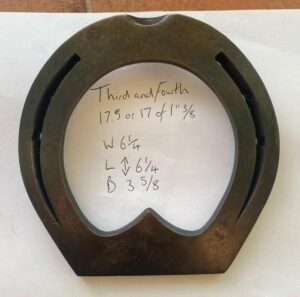 Third and Fourth
17.5 or 17 of 1" 3/8
W 6 1/4
L ↕ 6 1/4
B 3 5/8